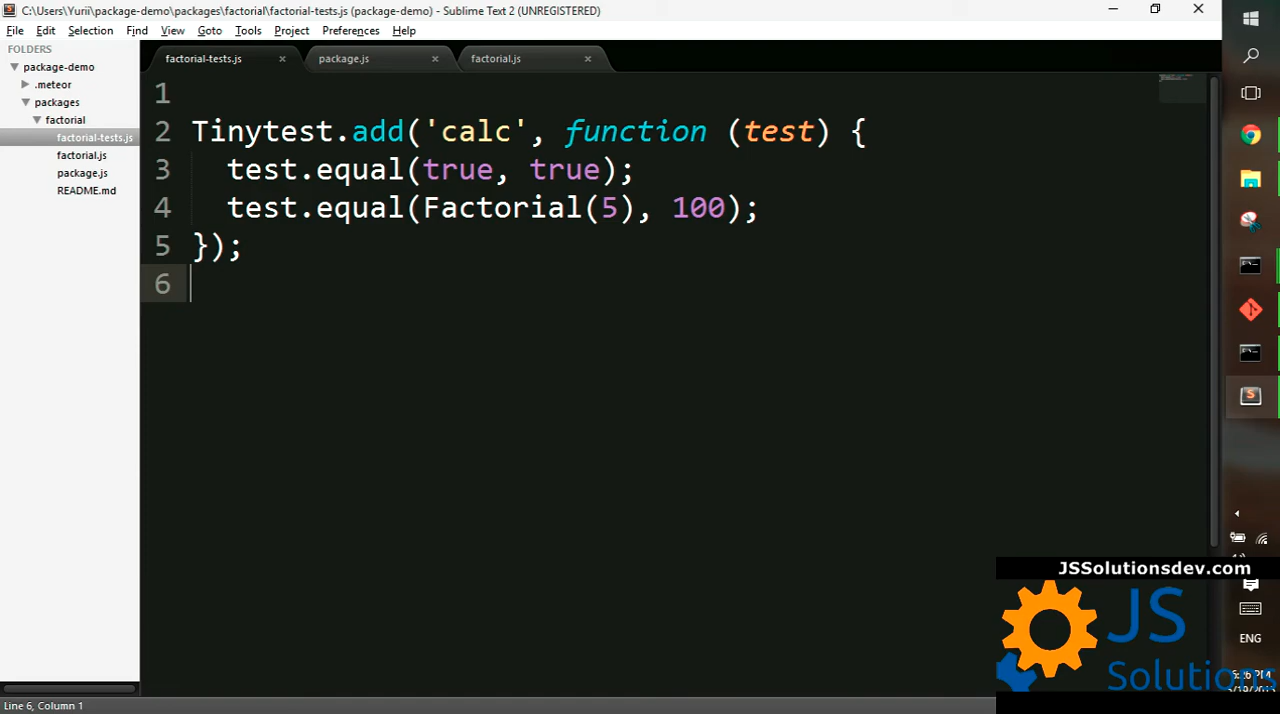 C:\Users\Yurii\package-demo\packages\factorial\factorial-tests.js (package-demo) - Sublime Text 2 (UNREGISTERED)
File Edit Selection Find View Goto Tools Project Preferences Help
FOLDERS
package-demo
.meteor
packages
factorial
factorial-tests.js
factorial.js
package.js
README.md
factorial-tests.js package.js factorial.js
1
2 Tinytest.add('calc', function (test) {
3 test.equal(true, true);
4 test.equal(Factorial(5), 100);
5 });
6
JSSolutionsdev.com
JS
Solutions
ENG
Line 6, Column 1